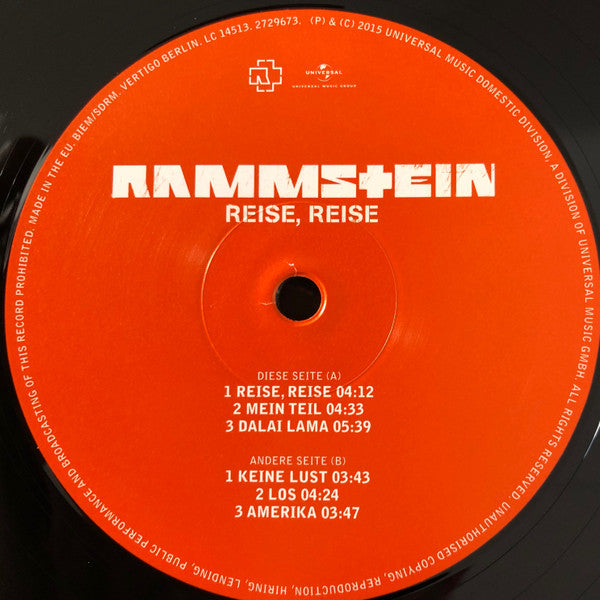 UNIVERSAL
UNIVERSAL MUSIC GROUP
RAMMSTEIN
REISE, REISE
DIESE SEITE (A)
1 REISE, REISE 04:12
2 MEIN TEIL 04:33
3 DALAI LAMA 05:39
ANDERE SEITE (B)
1 KEINE LUST 03:43
2 LOS 04:24
3 AMERIKA 03:47
MADE IN THE EU. BIEM/SDRM. VERTIGO BERLIN. LC 14513. 2729673. (P) & (C) 2015 UNIVERSAL MUSIC DOMESTIC DIVISION, A DIVISION OF UNIVERSAL MUSIC GMBH. ALL RIGHTS RESERVED. UNAUTHORISED COPYING, REPRODUCTION, HIRING, LENDING, PUBLIC PERFORMANCE AND BROADCASTING OF THIS RECORD PROHIBITED.